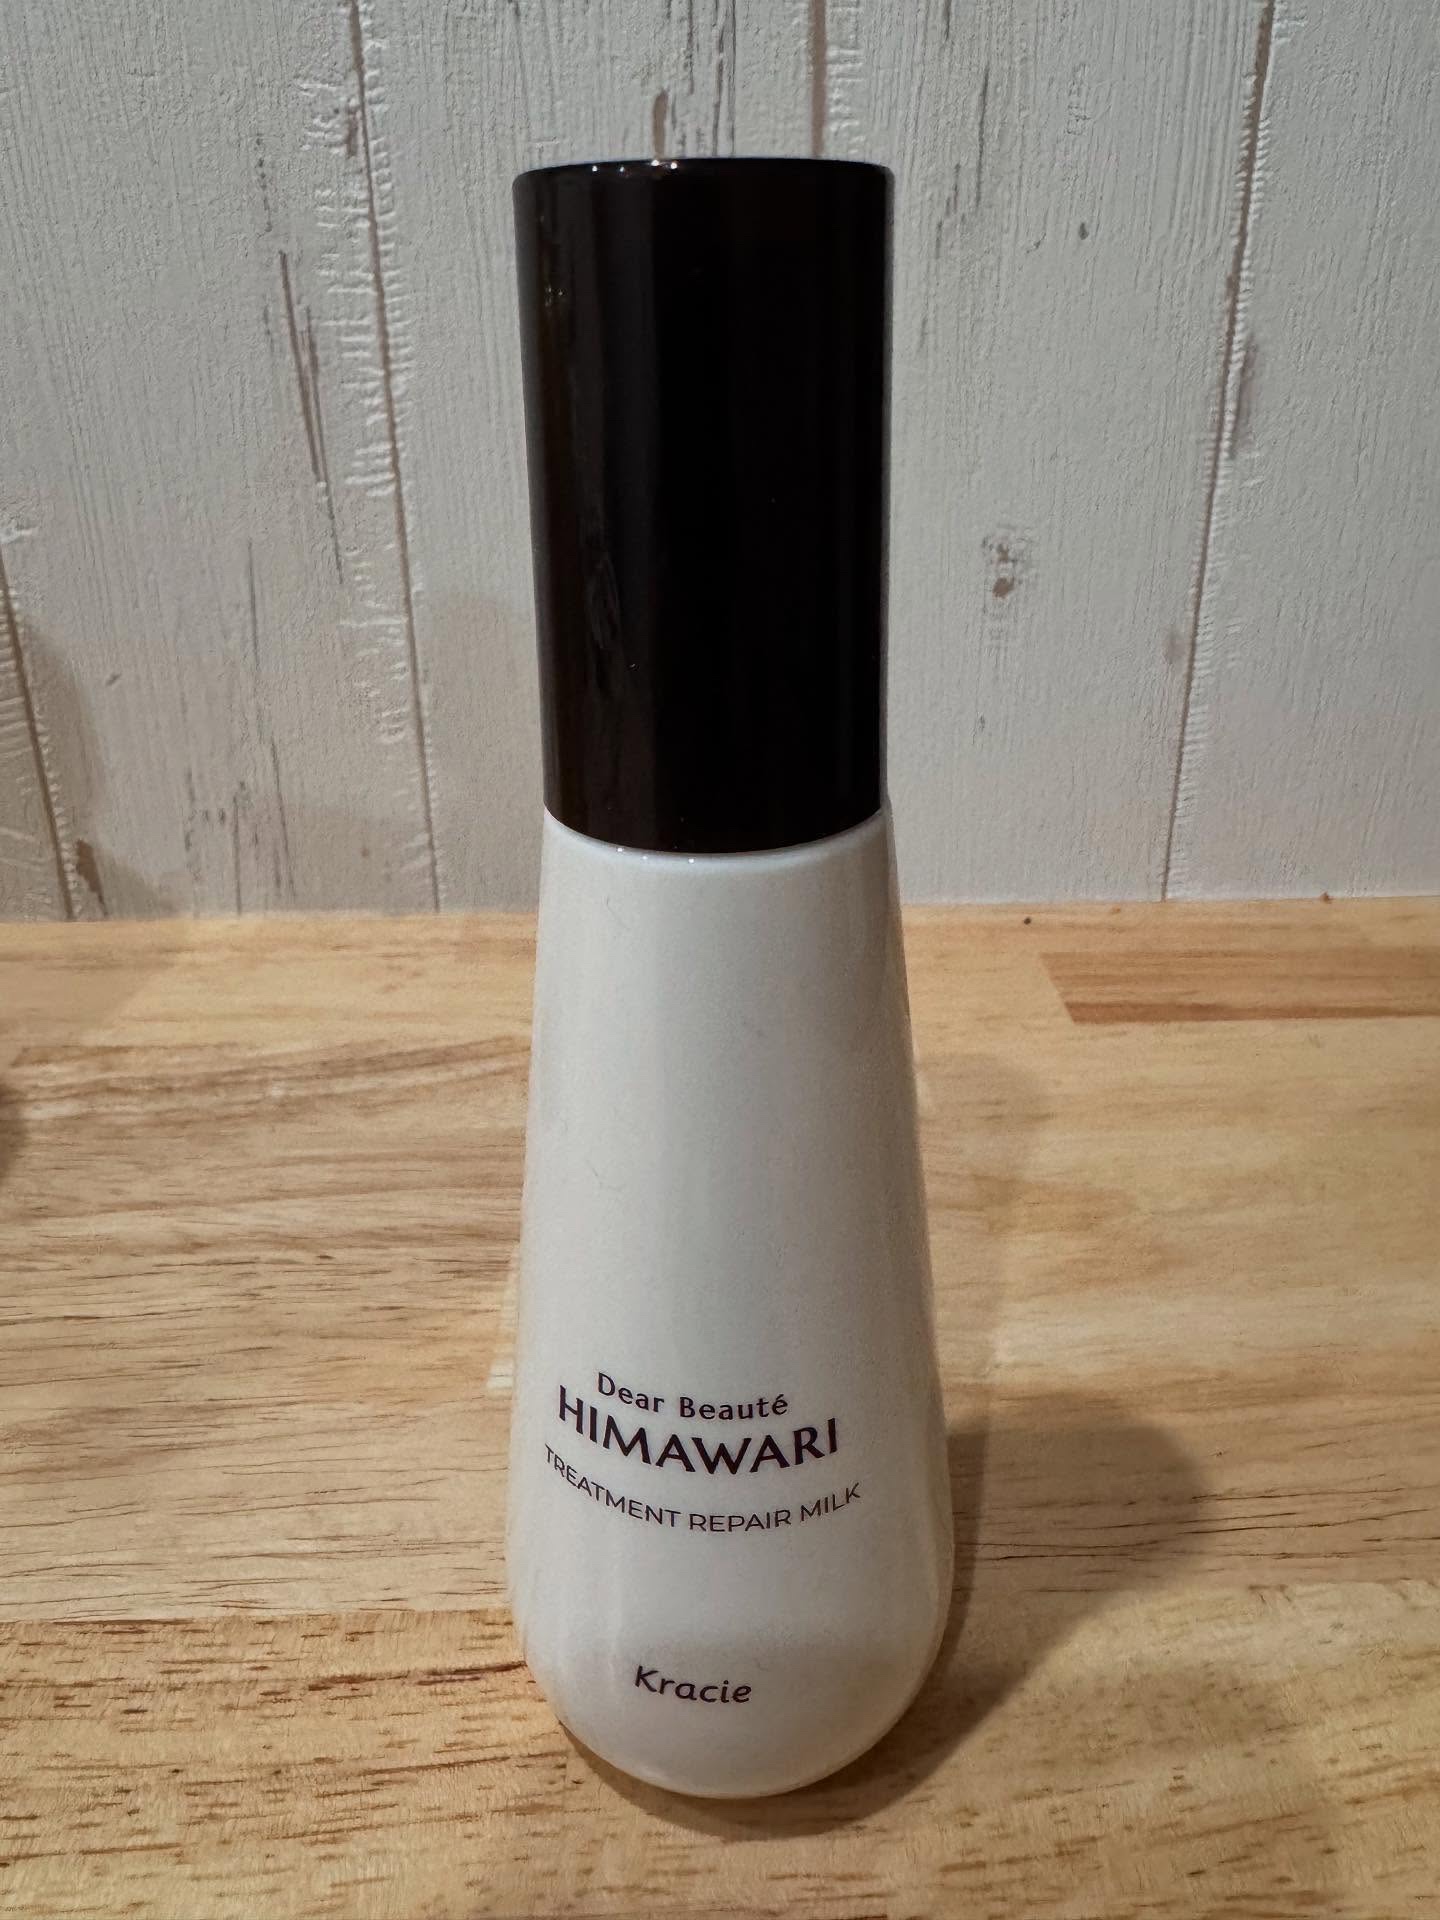 Dear Beauté
HIMAWARI
TREATMENT REPAIR MILK
Kracie